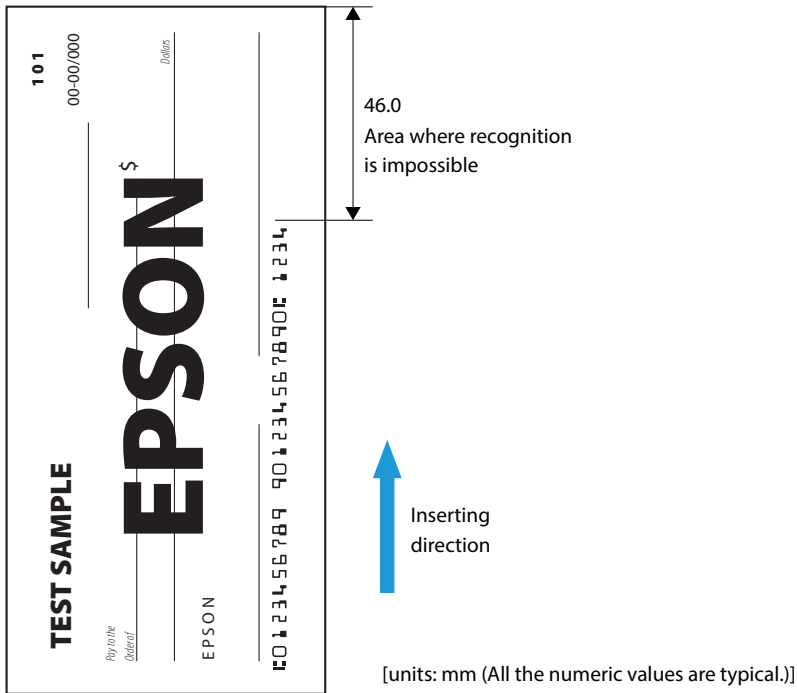 TEST SAMPLE
101
00-00/000
Pay to the
Order of
$
Dollars
EPSON
EPSON
⑆0123456789 901234567890⑆ 1234
46.0
Area where recognition
is impossible
Inserting
direction
[units: mm (All the numeric values are typical.)]